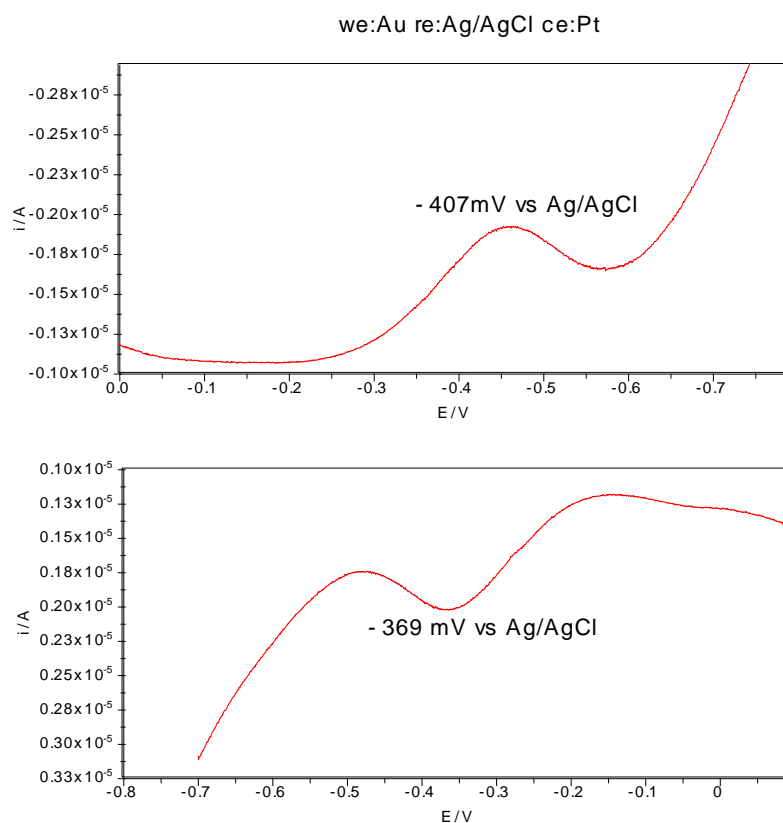 we:Au re:Ag/AgCl ce:Pt
-0.28x10⁻⁵
-0.25x10⁻⁵
-0.23x10⁻⁵
-0.20x10⁻⁵
-0.18x10⁻⁵
-0.15x10⁻⁵
-0.13x10⁻⁵
-0.10x10⁻⁵
i / A
- 407mV vs Ag/AgCl
0.0 -0.1 -0.2 -0.3 -0.4 -0.5 -0.6 -0.7
E / V
0.10x10⁻⁵
0.13x10⁻⁵
0.15x10⁻⁵
0.18x10⁻⁵
0.20x10⁻⁵
0.23x10⁻⁵
0.25x10⁻⁵
0.28x10⁻⁵
0.30x10⁻⁵
0.33x10⁻⁵
i / A
- 369 mV vs Ag/AgCl
-0.8 -0.7 -0.6 -0.5 -0.4 -0.3 -0.2 -0.1 0
E / V